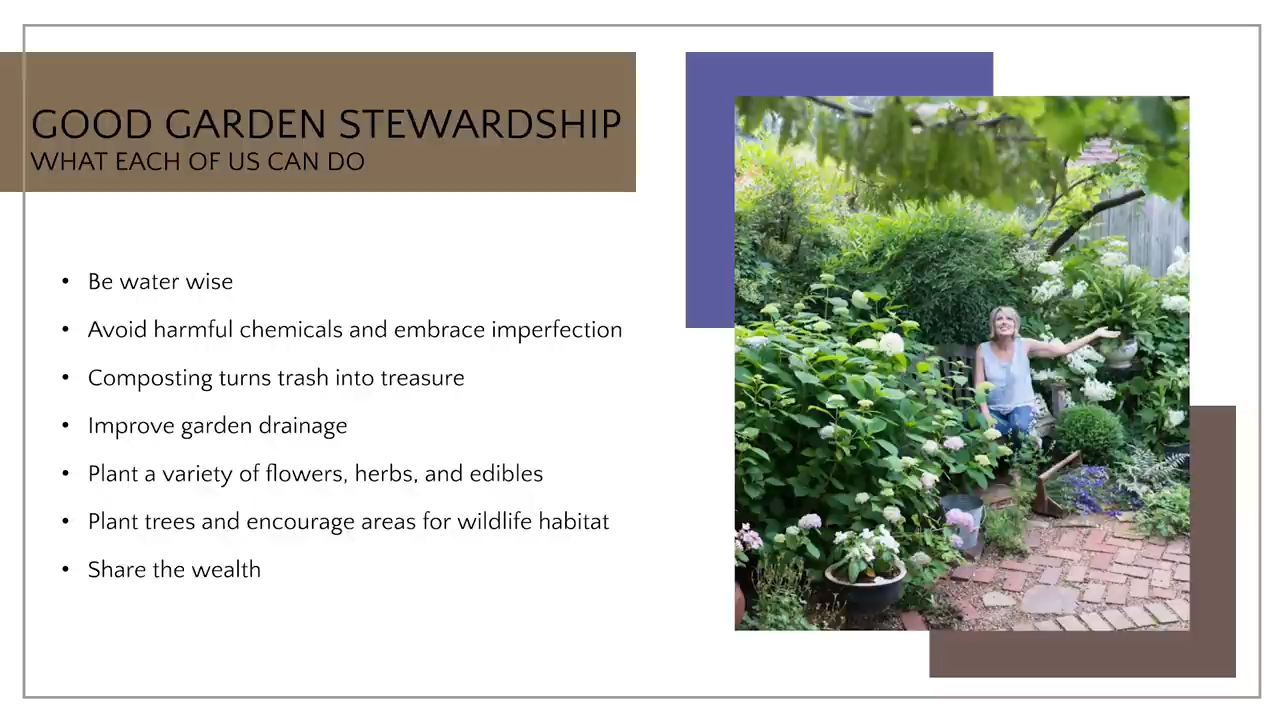 GOOD GARDEN STEWARDSHIP
WHAT EACH OF US CAN DO
• Be water wise
• Avoid harmful chemicals and embrace imperfection
• Composting turns trash into treasure
• Improve garden drainage
• Plant a variety of flowers, herbs, and edibles
• Plant trees and encourage areas for wildlife habitat
• Share the wealth